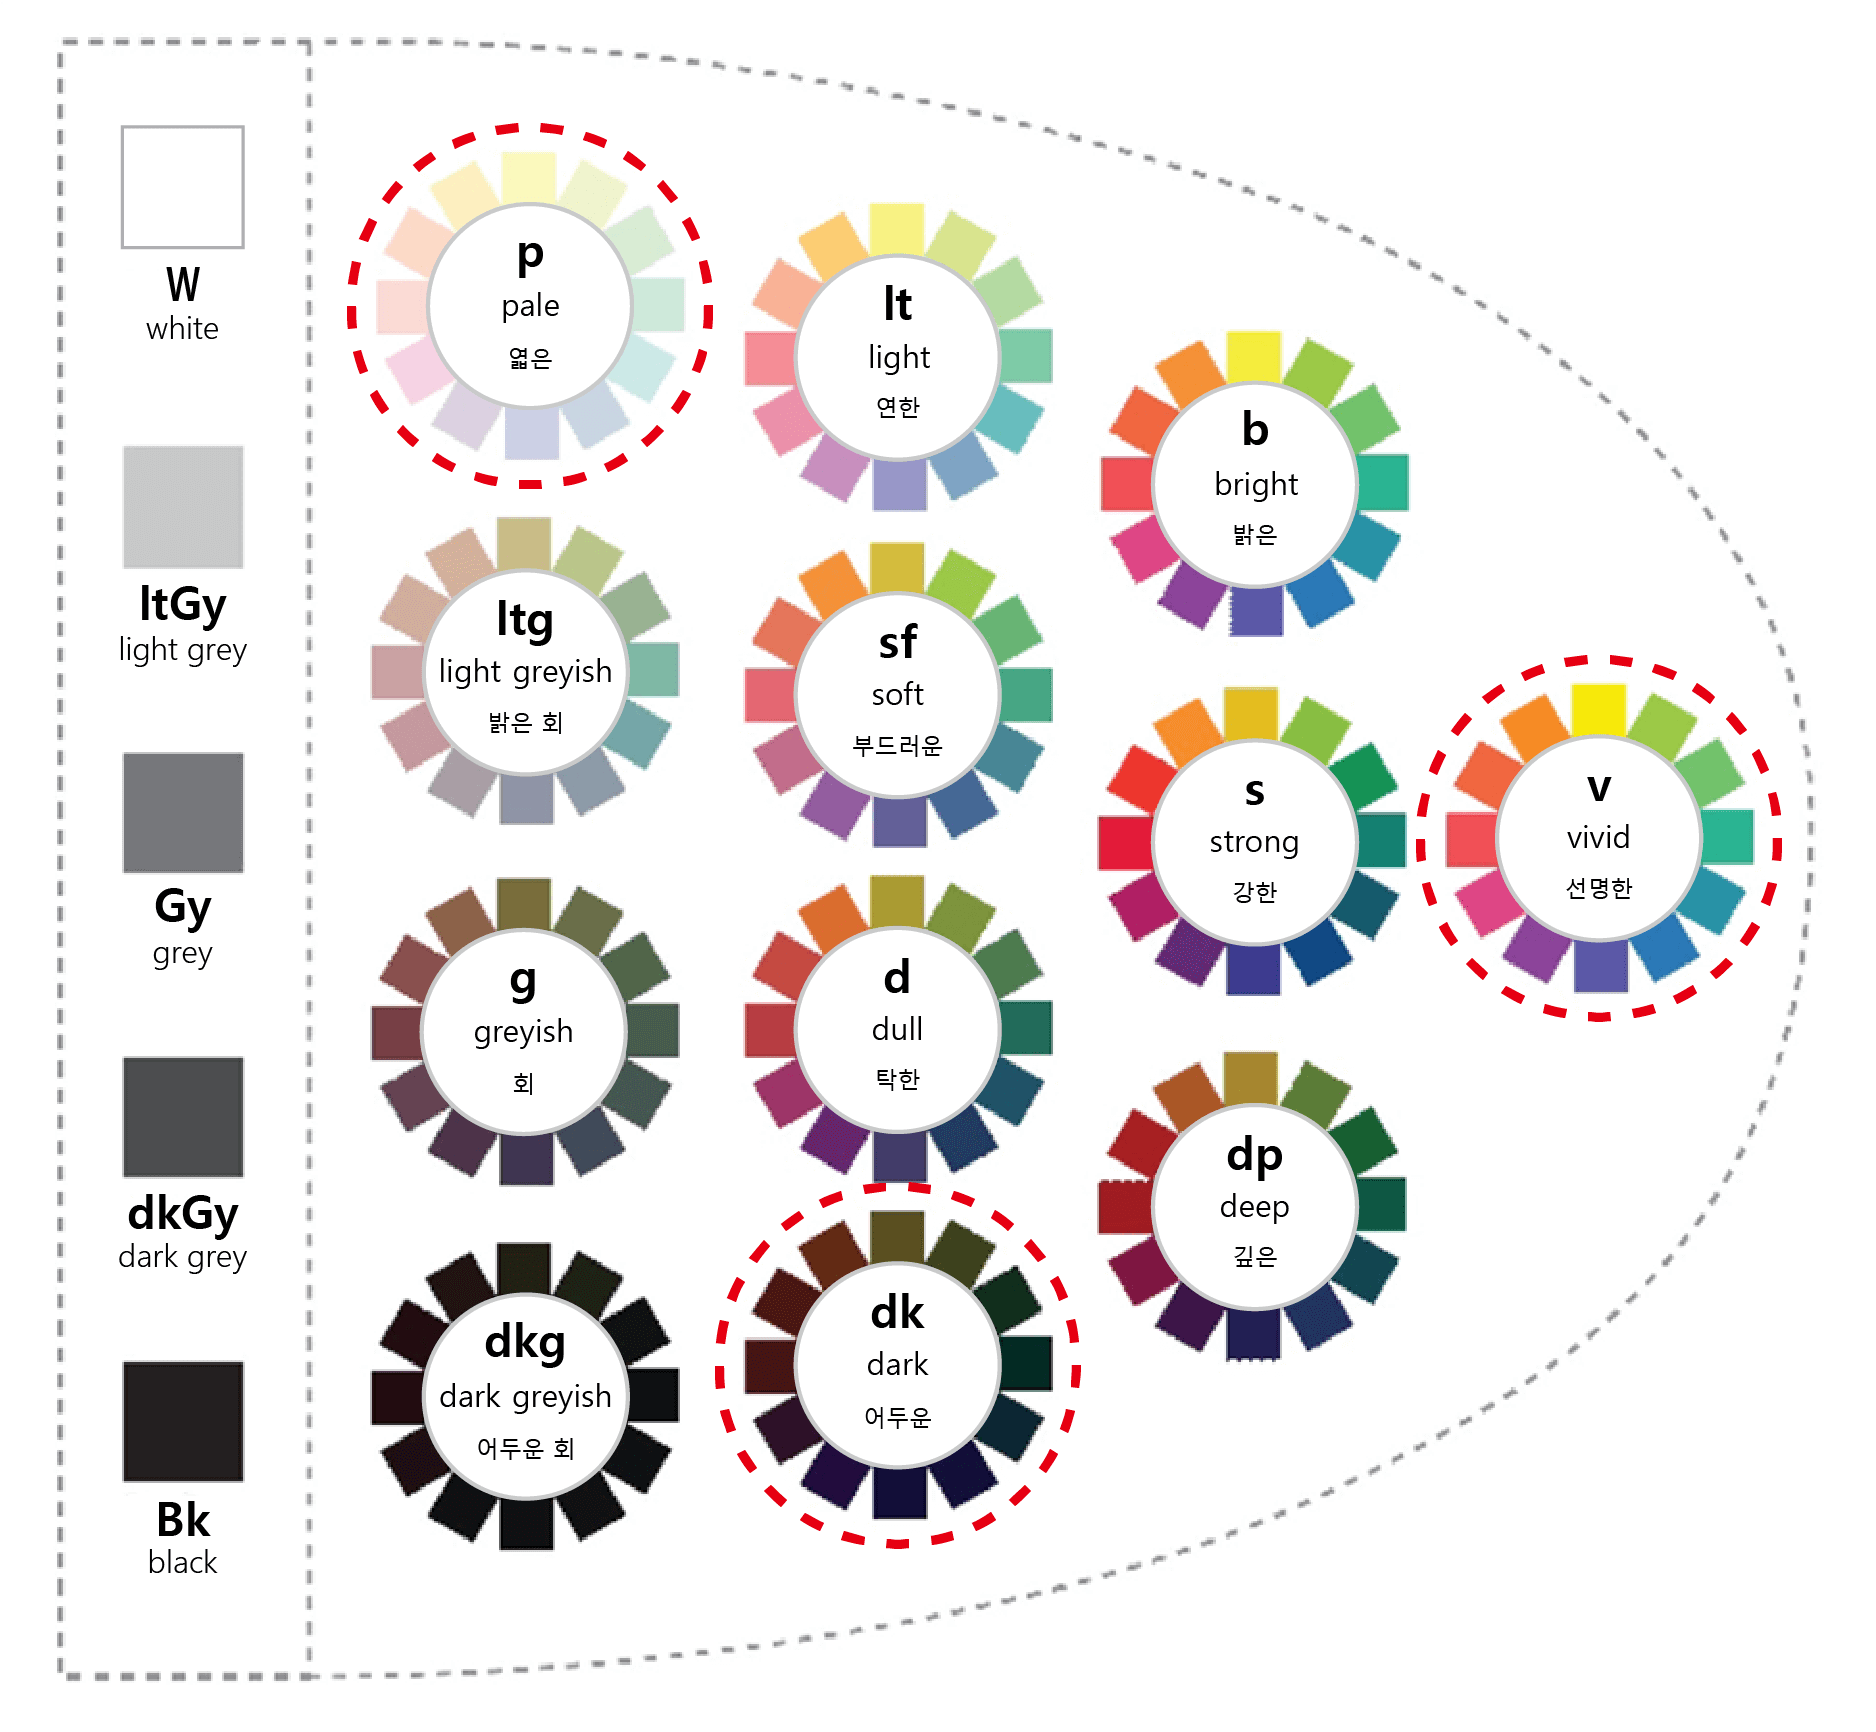 W
white
ltGy
light grey
Gy
grey
dkGy
dark grey
Bk
black
p
pale
엷은
ltg
light greyish
밝은 회
g
greyish
회
dkg
dark greyish
어두운 회
lt
light
연한
sf
soft
부드러운
d
dull
탁한
dk
dark
어두운
b
bright
밝은
s
strong
강한
dp
deep
깊은
v
vivid
선명한